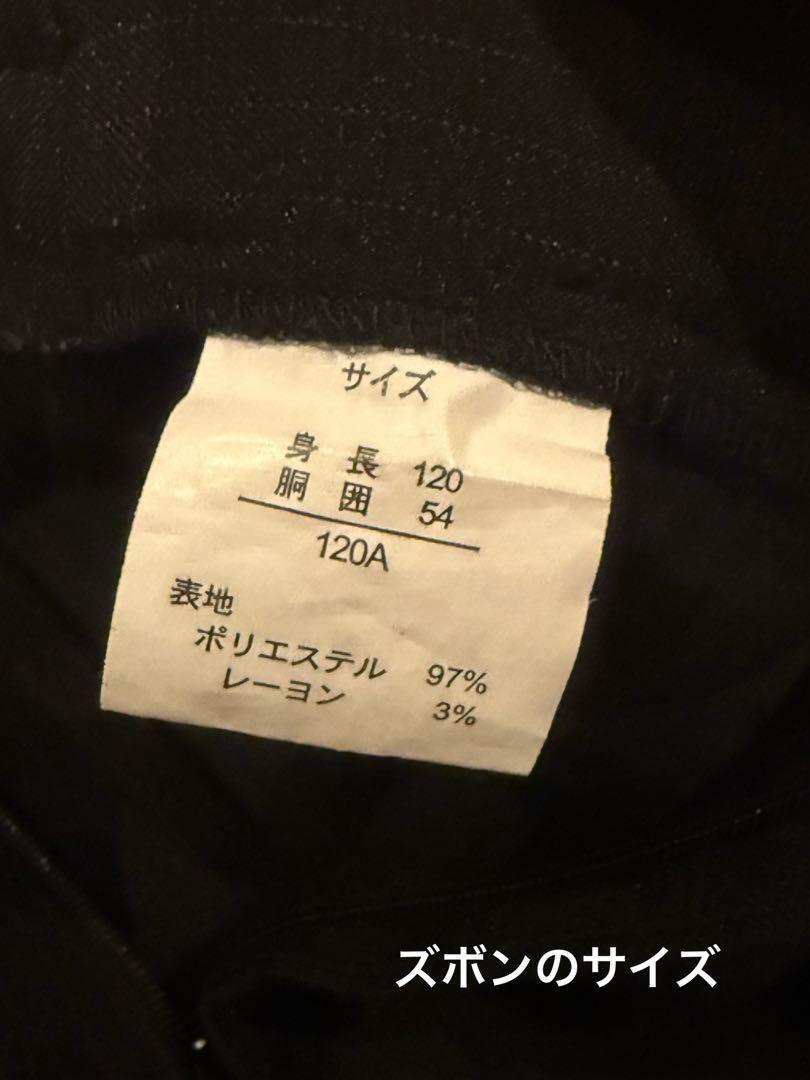 サイズ
身長 120
胴囲 54
120A
表地
ポリエステル 97%
レーヨン 3%
ズボンのサイズ